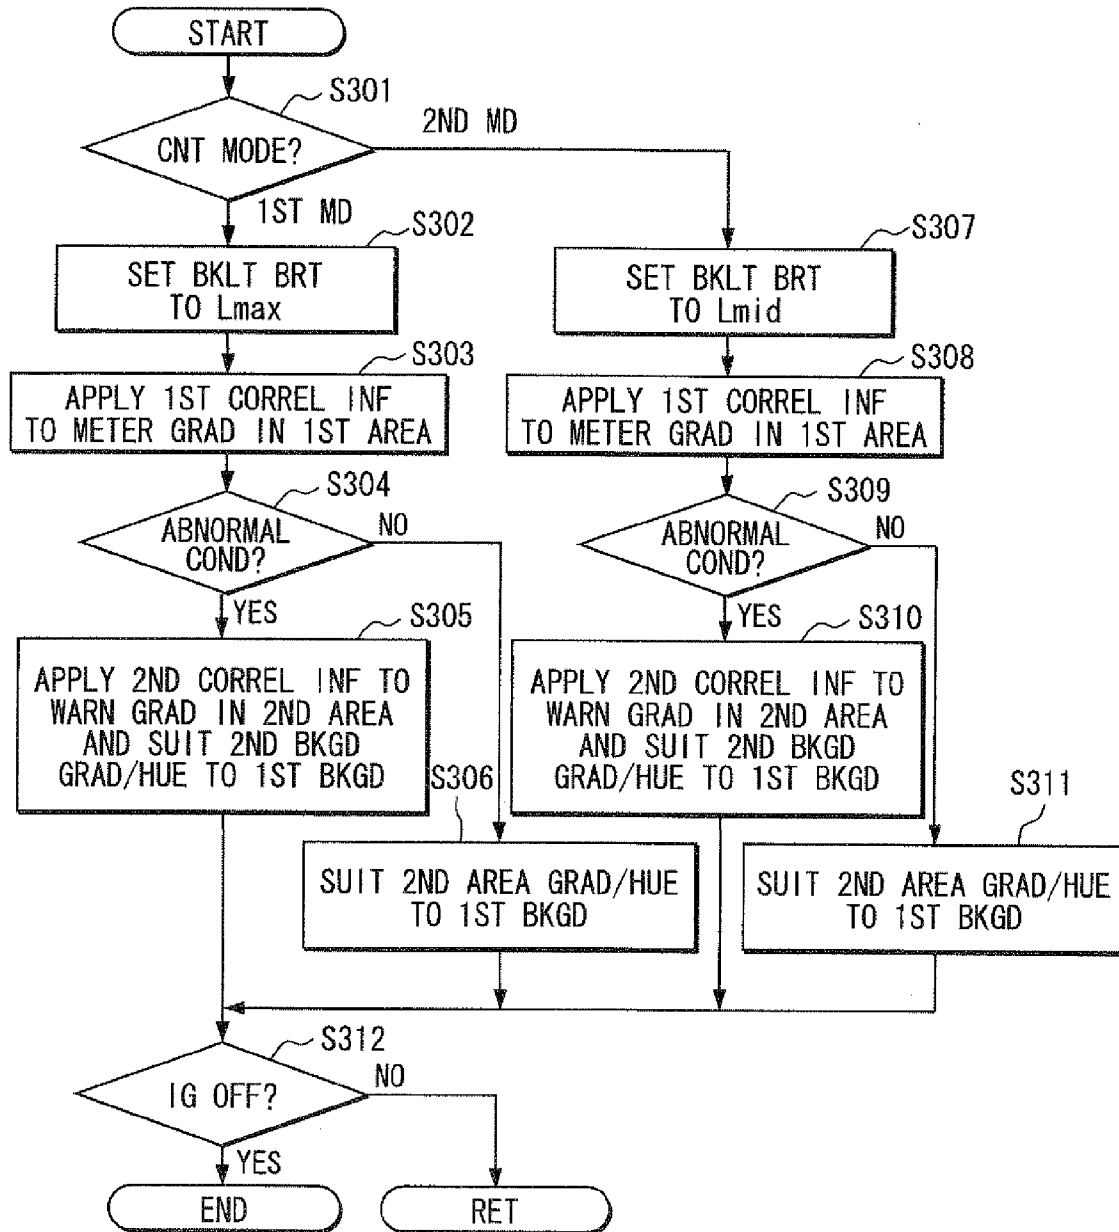 START
S301
CNT MODE?
2ND MD
1ST MD
S302
SET BKLT BRT
TO Lmax
S307
SET BKLT BRT
TO Lmid
S303
APPLY 1ST CORREL INF
TO METER GRAD IN 1ST AREA
S308
APPLY 1ST CORREL INF
TO METER GRAD IN 1ST AREA
S304
ABNORMAL
COND?
NO
YES
S309
ABNORMAL
COND?
NO
YES
S305
APPLY 2ND CORREL INF TO
WARN GRAD IN 2ND AREA
AND SUIT 2ND BKGD
GRAD/HUE TO 1ST BKGD
S310
APPLY 2ND CORREL INF TO
WARN GRAD IN 2ND AREA
AND SUIT 2ND BKGD
GRAD/HUE TO 1ST BKGD
S306
SUIT 2ND AREA GRAD/HUE
TO 1ST BKGD
S311
SUIT 2ND AREA GRAD/HUE
TO 1ST BKGD
S312
IG OFF?
NO
YES
END
RET